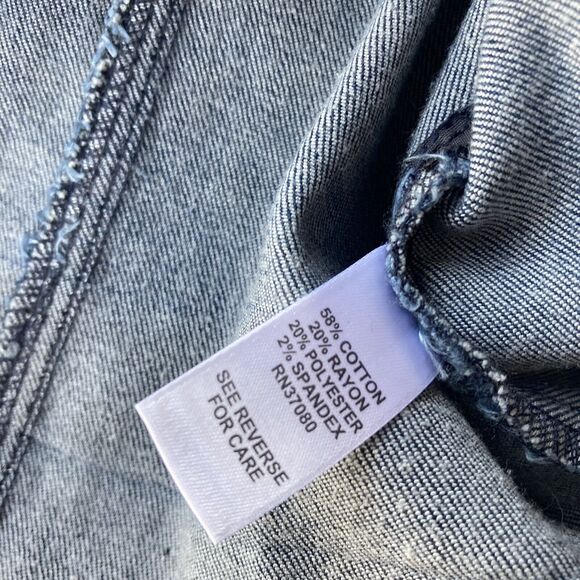 58% COTTON
20% RAYON
20% POLYESTER
2% SPANDEX
RN37080
SEE REVERSE
FOR CARE